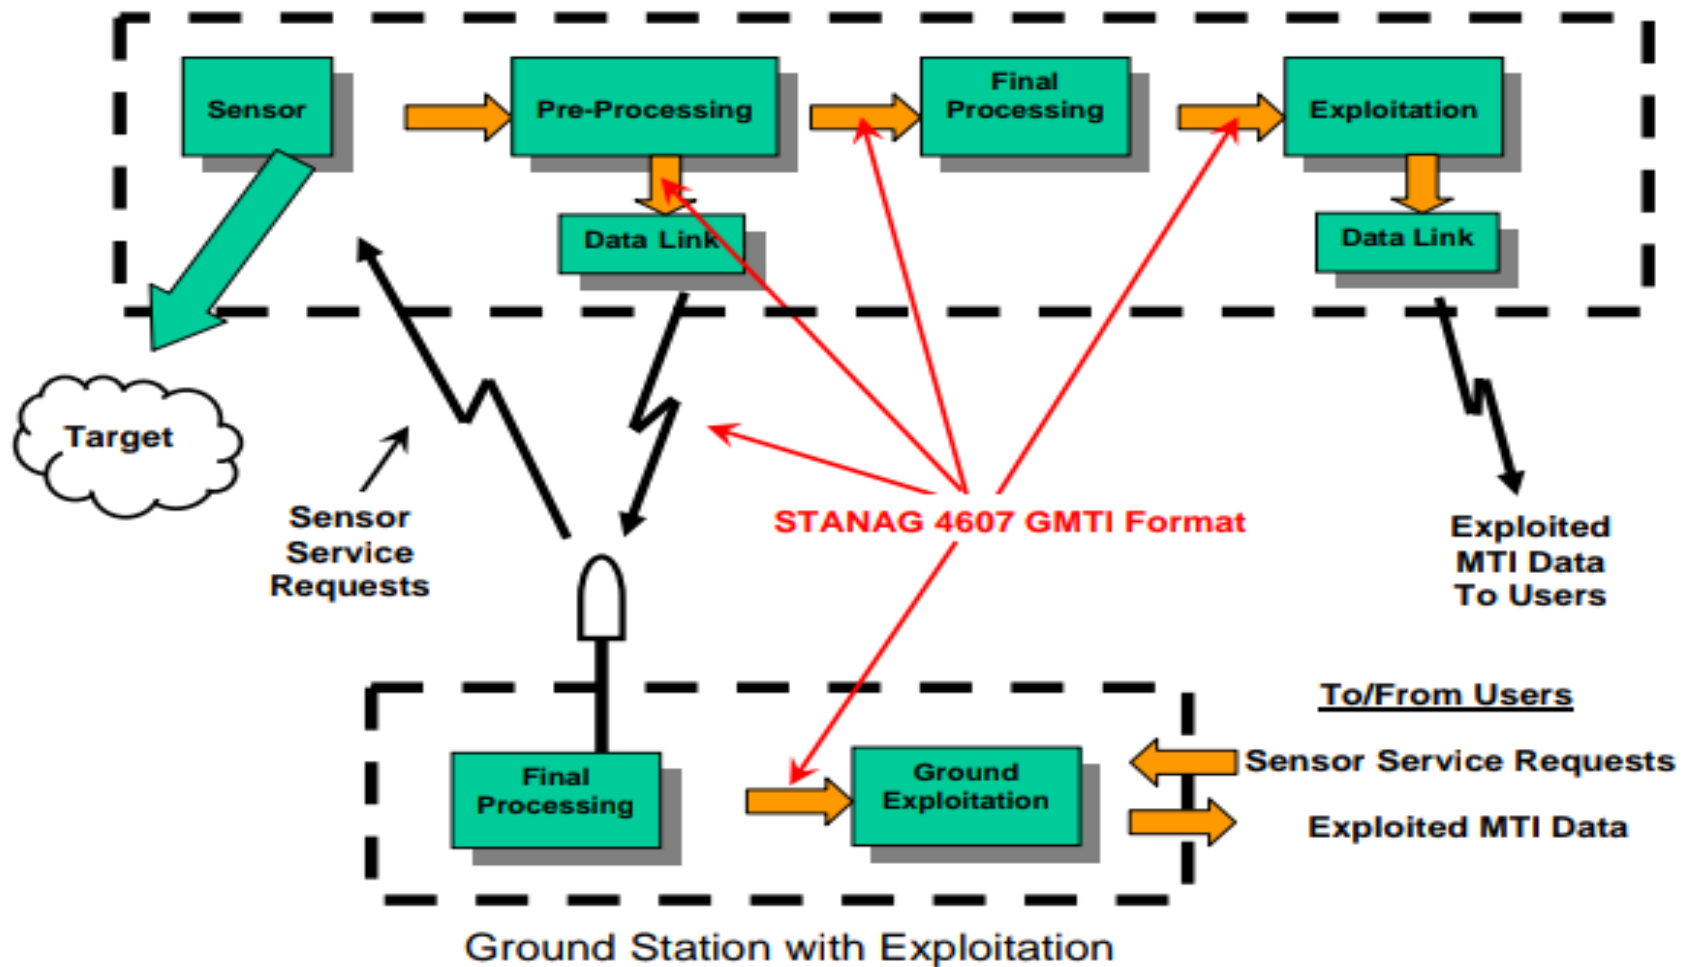 Sensor
Pre-Processing
Final
Processing
Exploitation
Data Link
Data Link
Target
Sensor
Service
Requests
STANAG 4607 GMTI Format
Exploited
MTI Data
To Users
To/From Users
Sensor Service Requests
Exploited MTI Data
Final
Processing
Ground
Exploitation
Ground Station with Exploitation